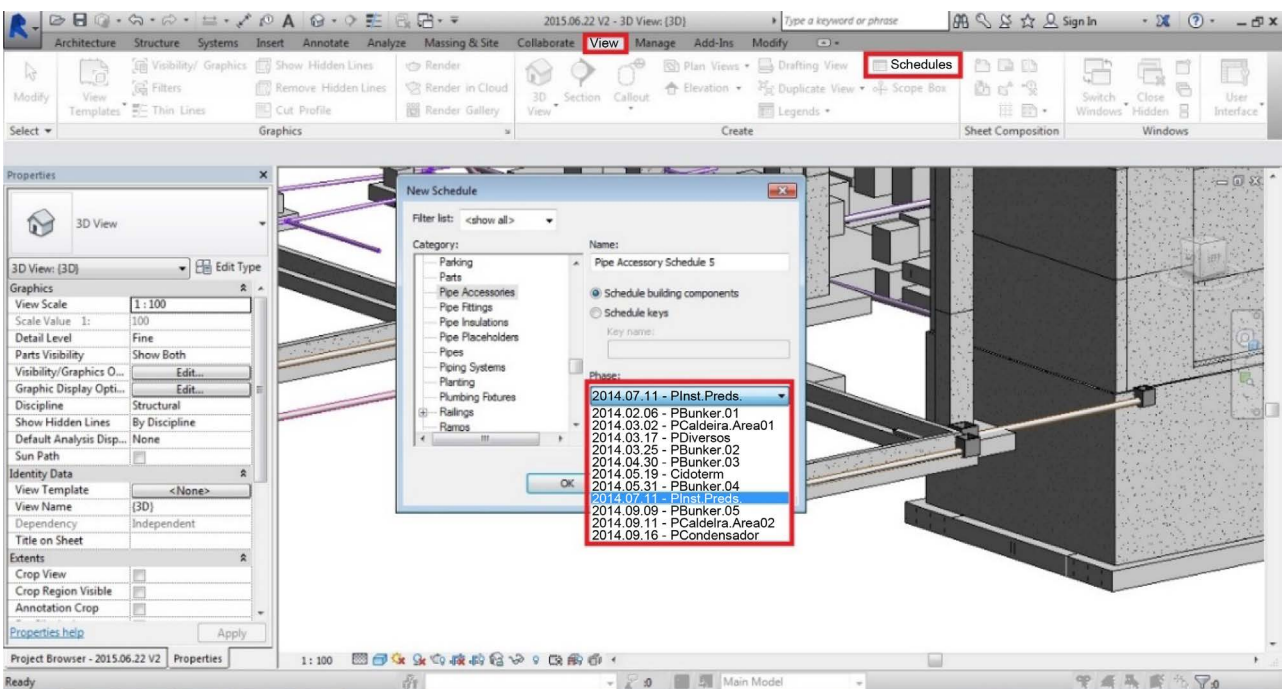 2015.06.22 V2 - 3D View: {3D}
Type a keyword or phrase
Sign In
Architecture Structure Systems Insert Annotate Analyze Massing & Site Collaborate View Manage Add-Ins Modify
Modify
View Templates
Visibility/ Graphics
Filters
Thin Lines
Show Hidden Lines
Remove Hidden Lines
Cut Profile
Render
Render in Cloud
Render Gallery
3D View
Section
Callout
Plan Views
Elevation
Drafting View
Duplicate View
Legends
Schedules
Scope Box
Switch Windows
Close Hidden
User Interface
Select
Graphics
Create
Sheet Composition
Windows
Properties
3D View
3D View: {3D}
Edit Type
Graphics
View Scale 1 : 100
Scale Value 1: 100
Detail Level Fine
Parts Visibility Show Both
Visibility/Graphics O... Edit...
Graphic Display Opti... Edit...
Discipline Structural
Show Hidden Lines By Discipline
Default Analysis Disp... None
Sun Path
Identity Data
View Template <None>
View Name {3D}
Dependency Independent
Title on Sheet
Extents
Crop View
Crop Region Visible
Annotation Crop
Properties help
Apply
Project Browser - 2015.06.22 V2
Properties
New Schedule
Filter list: <show all>
Category:
Parking
Parts
Pipe Accessories
Pipe Fittings
Pipe Insulations
Pipe Placeholders
Pipes
Piping Systems
Planting
Plumbing Fixtures
Railings
Ramps
Name:
Pipe Accessory Schedule 5
Schedule building components
Schedule keys
Key name:
Phase:
2014.07.11 - PInst.Preds.
2014.02.06 - PBunker.01
2014.03.02 - PCaldeira.Area01
2014.03.17 - PDiversos
2014.03.25 - PBunker.02
2014.04.30 - PBunker.03
2014.05.19 - Cidoterm
2014.05.31 - PBunker.04
2014.07.11 - PInst.Preds.
2014.09.09 - PBunker.05
2014.09.11 - PCaldelra.Area02
2014.09.16 - PCondensador
OK
1 : 100
Ready
:0
Main Model
:0